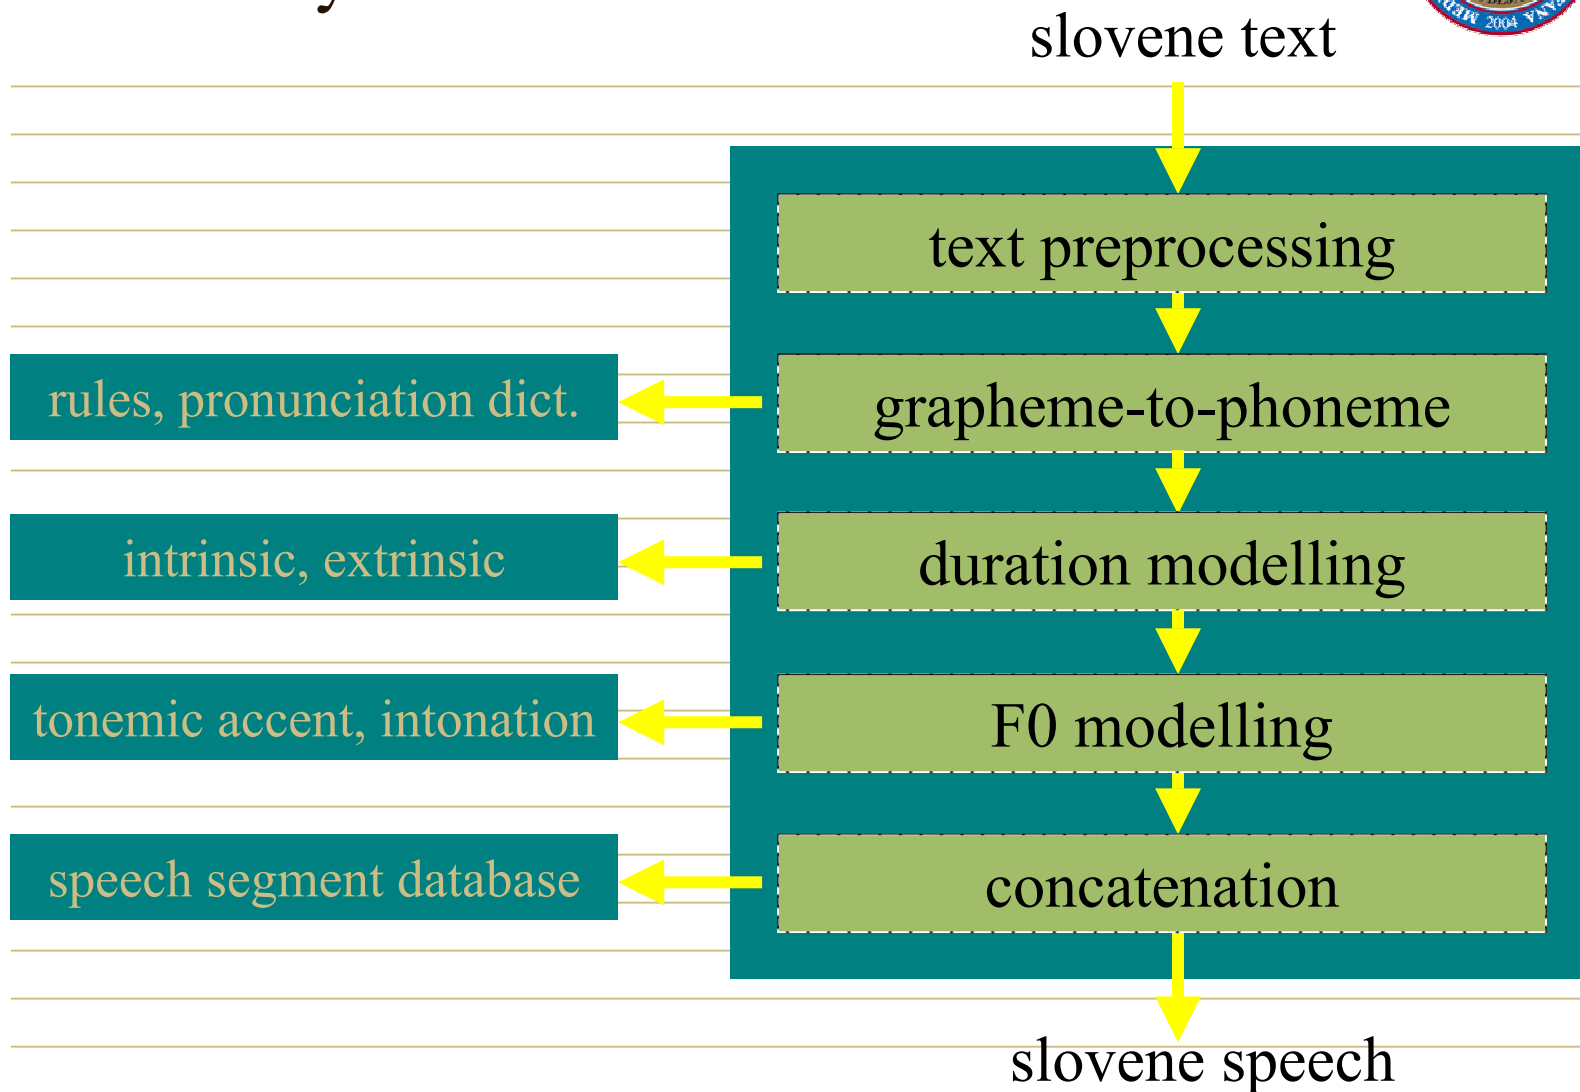 slovene text
text preprocessing
rules, pronunciation dict.
grapheme-to-phoneme
intrinsic, extrinsic
duration modelling
tonemic accent, intonation
F0 modelling
speech segment database
concatenation
slovene speech
2004